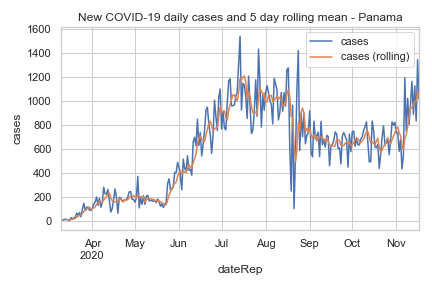 New COVID-19 daily cases and 5 day rolling mean - Panama
cases
cases (rolling)
1600
1400
1200
1000
800
600
400
200
0
cases
Apr
2020
May
Jun
Jul
Aug
Sep
Oct
Nov
dateRep